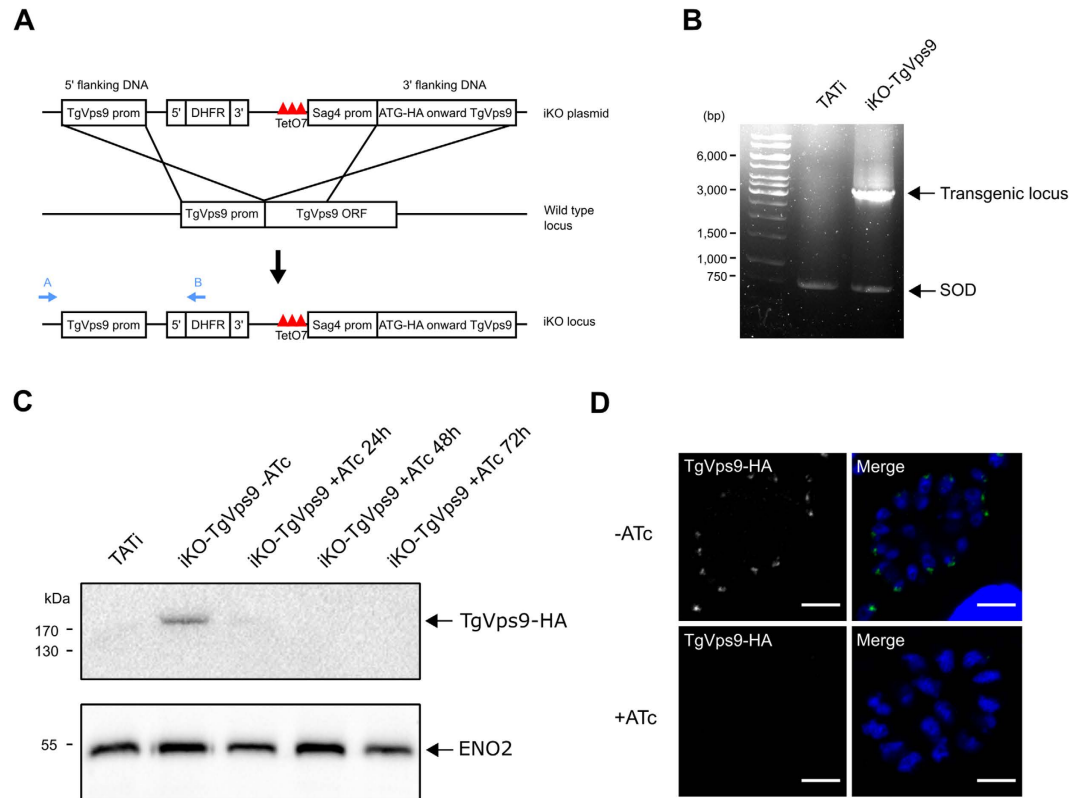 A
5' flanking DNA
3' flanking DNA
TgVps9 prom
5'
DHFR
3'
TetO7
Sag4 prom
ATG-HA onward TgVps9
iKO plasmid
TgVps9 prom
TgVps9 ORF
Wild type
locus
A
B
TgVps9 prom
5'
DHFR
3'
TetO7
Sag4 prom
ATG-HA onward TgVps9
iKO locus
B
TATi
iKO-TgVps9
(bp)
6,000
3,000
1,500
1,000
750
Transgenic locus
SOD
C
TATi
iKO-TgVps9 -ATc
iKO-TgVps9 +ATc 24h
iKO-TgVps9 +ATc 48h
iKO-TgVps9 +ATc 72h
kDa
170
130
TgVps9-HA
55
ENO2
D
TgVps9-HA
Merge
-ATc
TgVps9-HA
Merge
+ATc